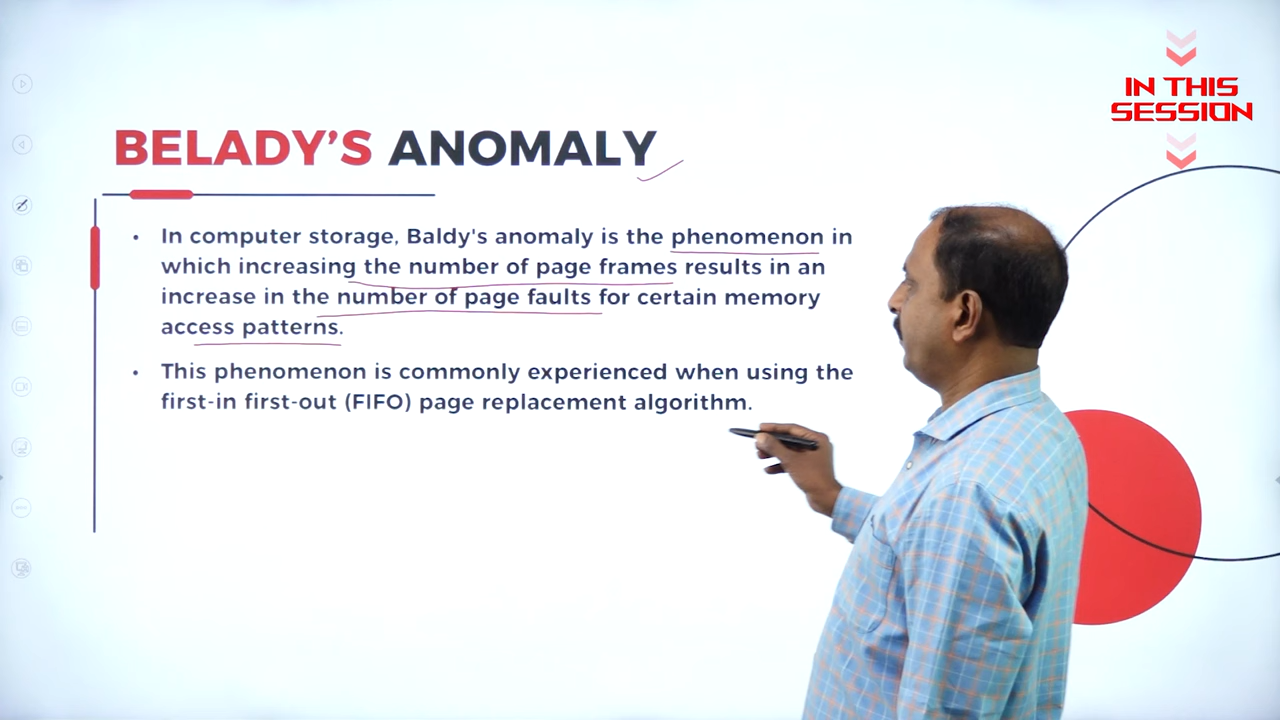 IN THIS
SESSION
BELADY'S ANOMALY
• In computer storage, Baldy's anomaly is the phenomenon in
which increasing the number of page frames results in an
increase in the number of page faults for certain memory
access patterns.
• This phenomenon is commonly experienced when using the
first-in first-out (FIFO) page replacement algorithm.